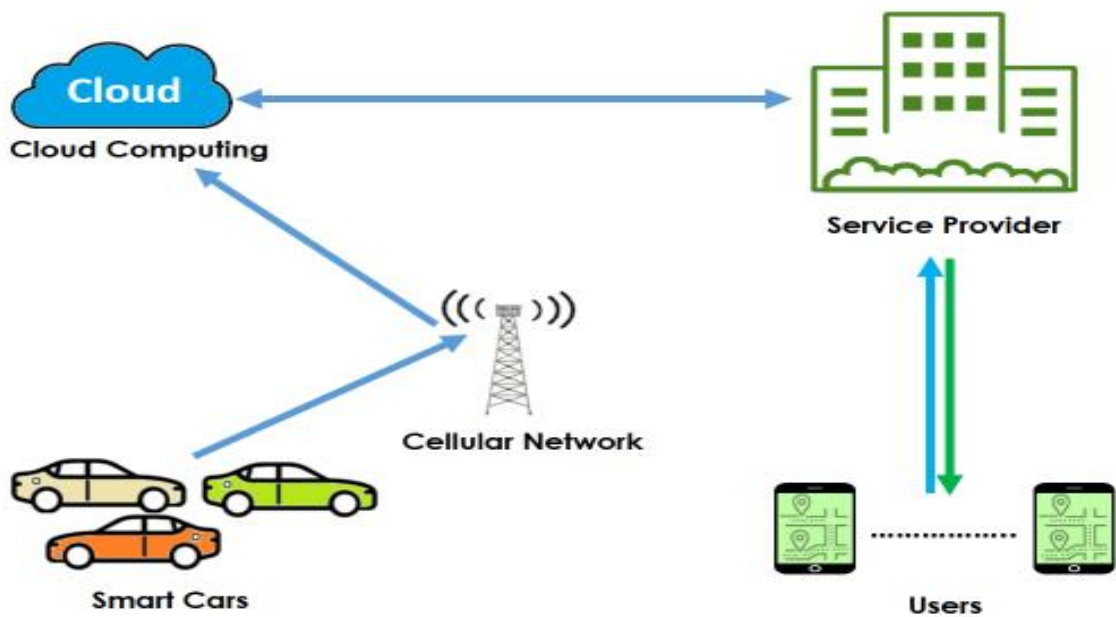 Cloud
Cloud Computing
Service Provider
Cellular Network
Smart Cars
Users